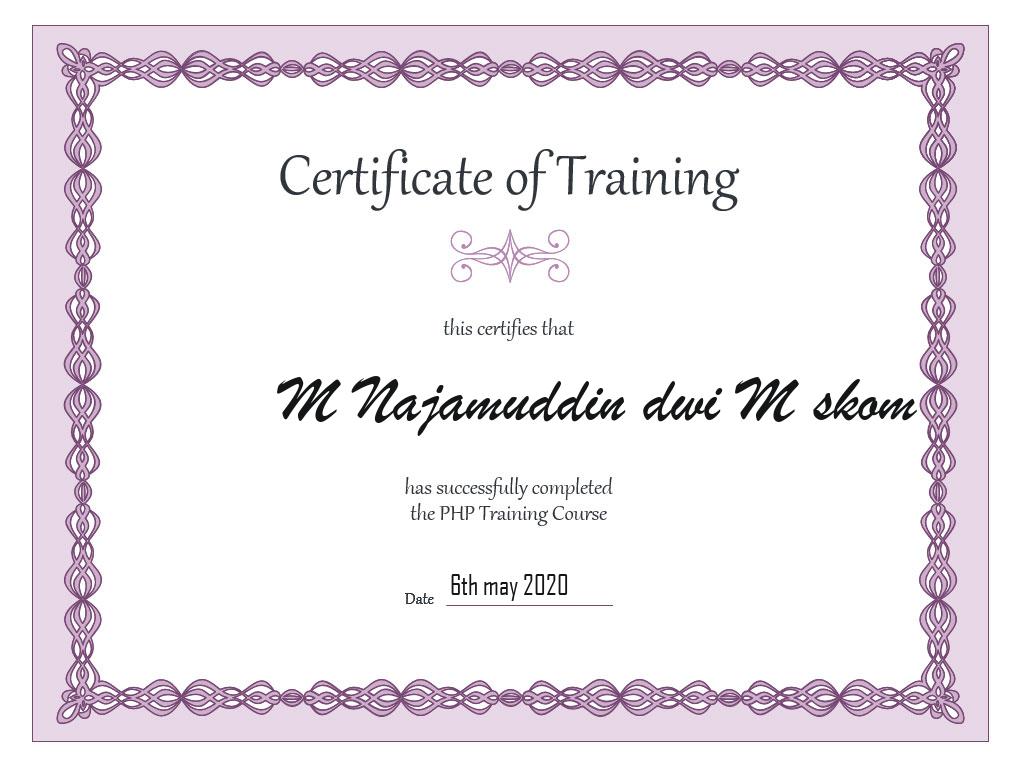 Certificate of Training
this certifies that
M Najamuddin dwi M skom
has successfully completed
the PHP Training Course
Date 6th may 2020